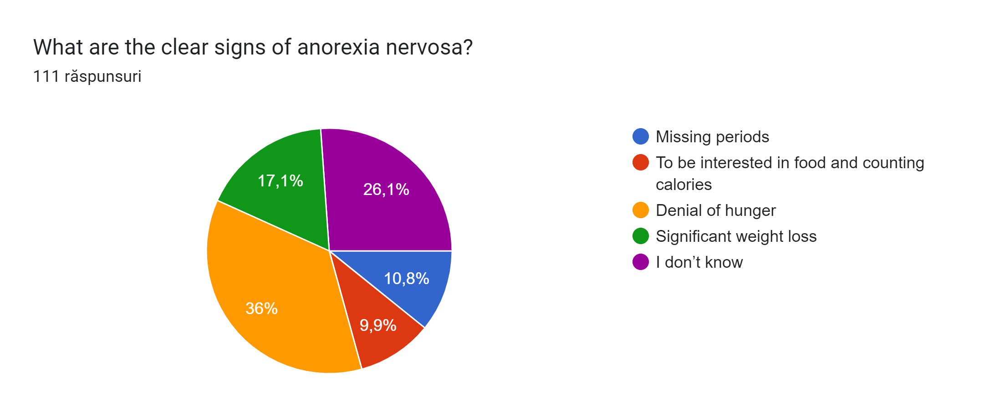 What are the clear signs of anorexia nervosa?
111 răspunsuri
17,1%
26,1%
10,8%
36%
9,9%
Missing periods
To be interested in food and counting
calories
Denial of hunger
Significant weight loss
I don’t know